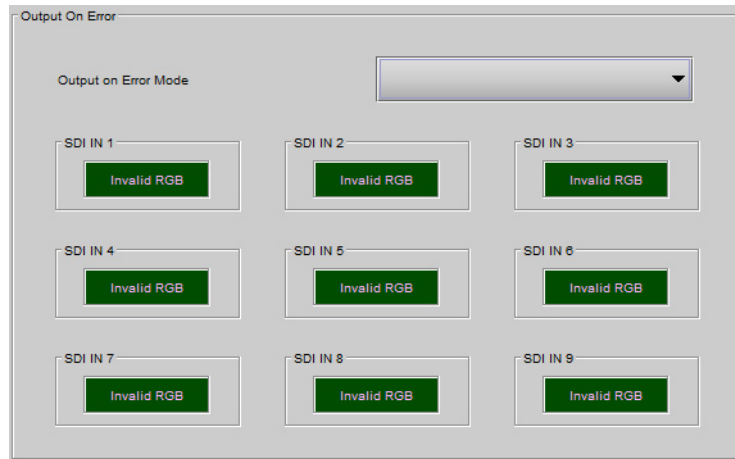 Output On Error
Output on Error Mode
SDI IN 1
SDI IN 2
SDI IN 3
Invalid RGB
Invalid RGB
Invalid RGB
SDI IN 4
SDI IN 5
SDI IN 6
Invalid RGB
Invalid RGB
Invalid RGB
SDI IN 7
SDI IN 8
SDI IN 9
Invalid RGB
Invalid RGB
Invalid RGB